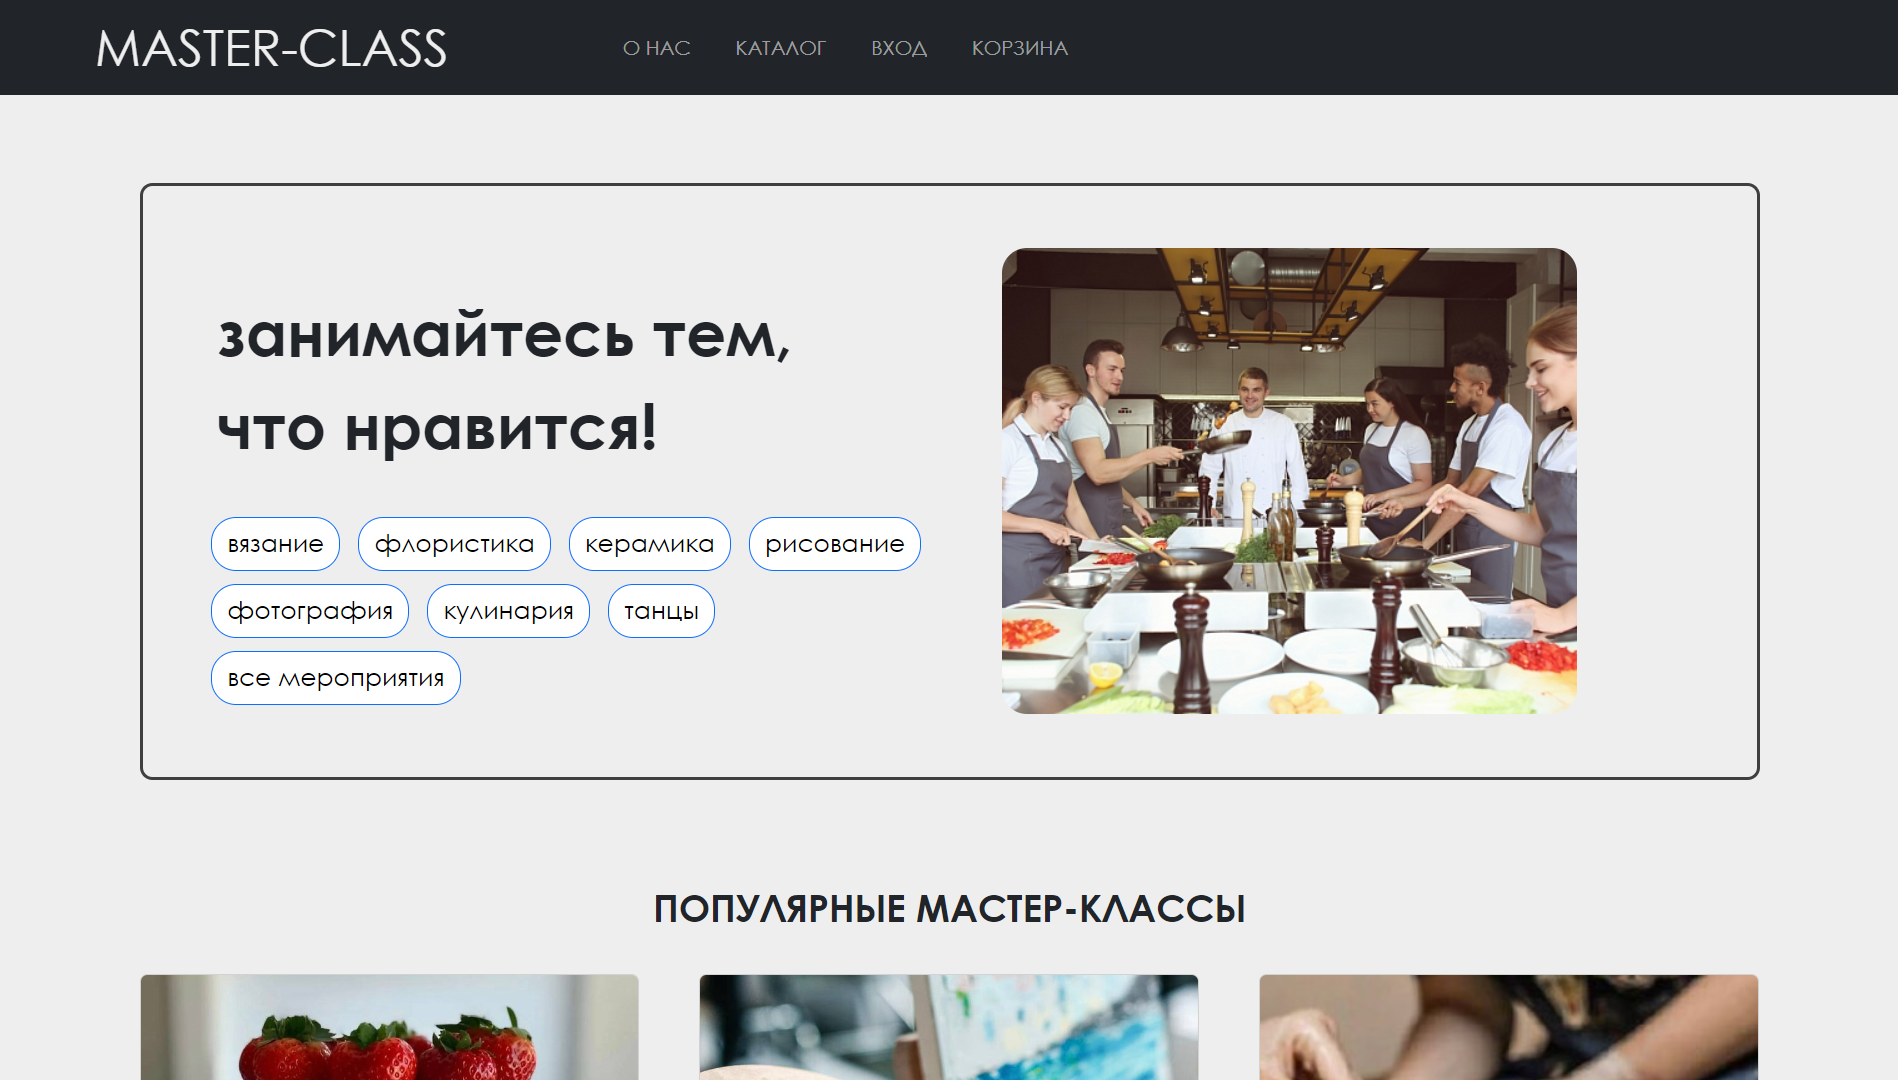 MASTER-CLASS
О НАС
КАТАЛОГ
ВХОД
КОРЗИНА
занимайтесь тем,
что нравится!
вязание
флористика
керамика
рисование
фотография
кулинария
танцы
все мероприятия
ПОПУЛЯРНЫЕ МАСТЕР-КЛАССЫ